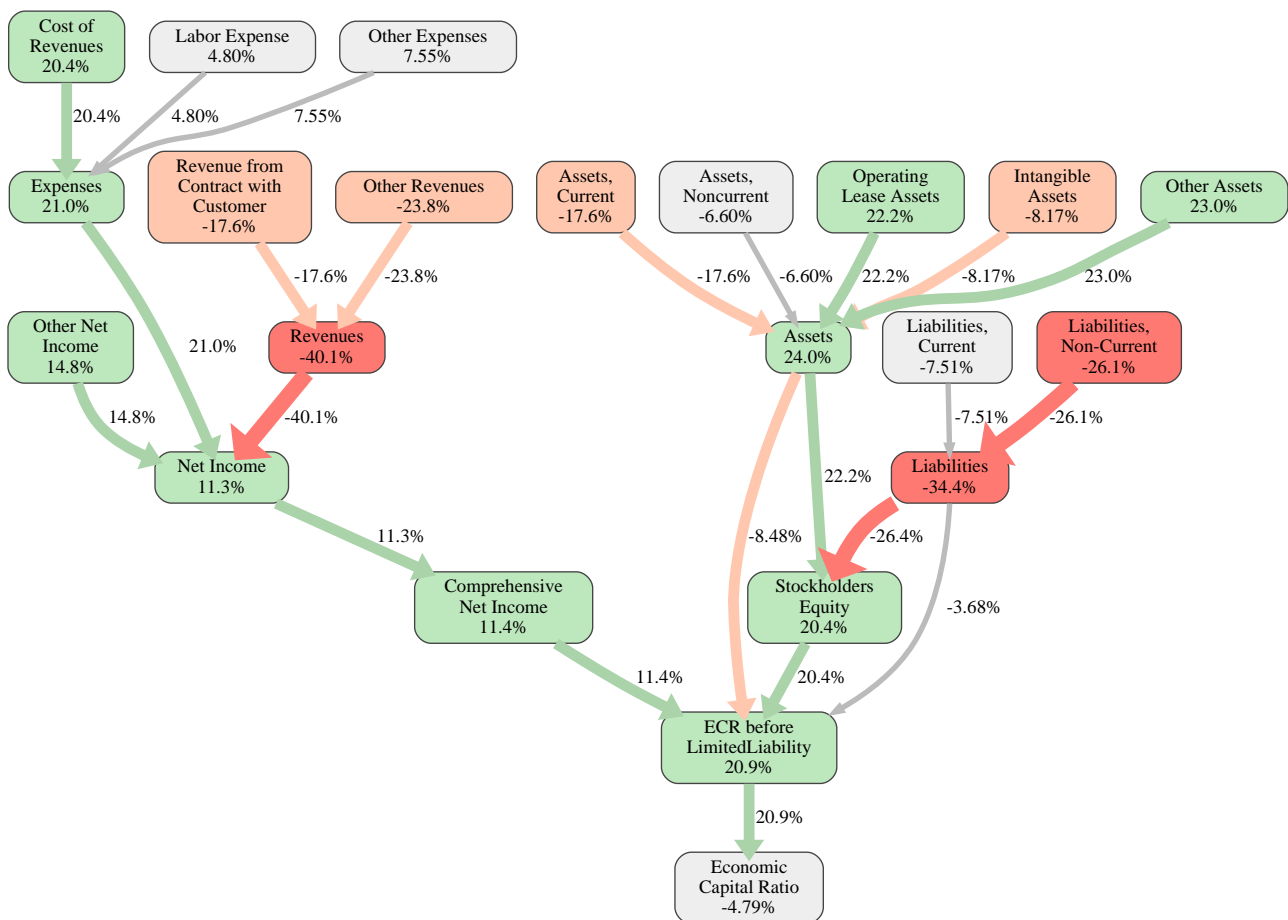 Cost of
Revenues
20.4%
Labor Expense
4.80%
Other Expenses
7.55%
20.4%
4.80%
7.55%
Expenses
21.0%
Revenue from
Contract with
Customer
-17.6%
Other Revenues
-23.8%
Assets,
Current
-17.6%
Assets,
Noncurrent
-6.60%
Operating
Lease Assets
22.2%
Intangible
Assets
-8.17%
Other Assets
23.0%
-17.6%
-23.8%
-17.6%
-6.60%
22.2%
-8.17%
23.0%
Other Net
Income
14.8%
21.0%
Revenues
-40.1%
Assets
24.0%
Liabilities,
Current
-7.51%
Liabilities,
Non-Current
-26.1%
14.8%
-40.1%
-7.51%
-26.1%
Net Income
11.3%
22.2%
Liabilities
-34.4%
11.3%
-8.48%
-26.4%
Comprehensive
Net Income
11.4%
Stockholders
Equity
20.4%
-3.68%
11.4%
20.4%
ECR before
LimitedLiability
20.9%
20.9%
Economic
Capital Ratio
-4.79%